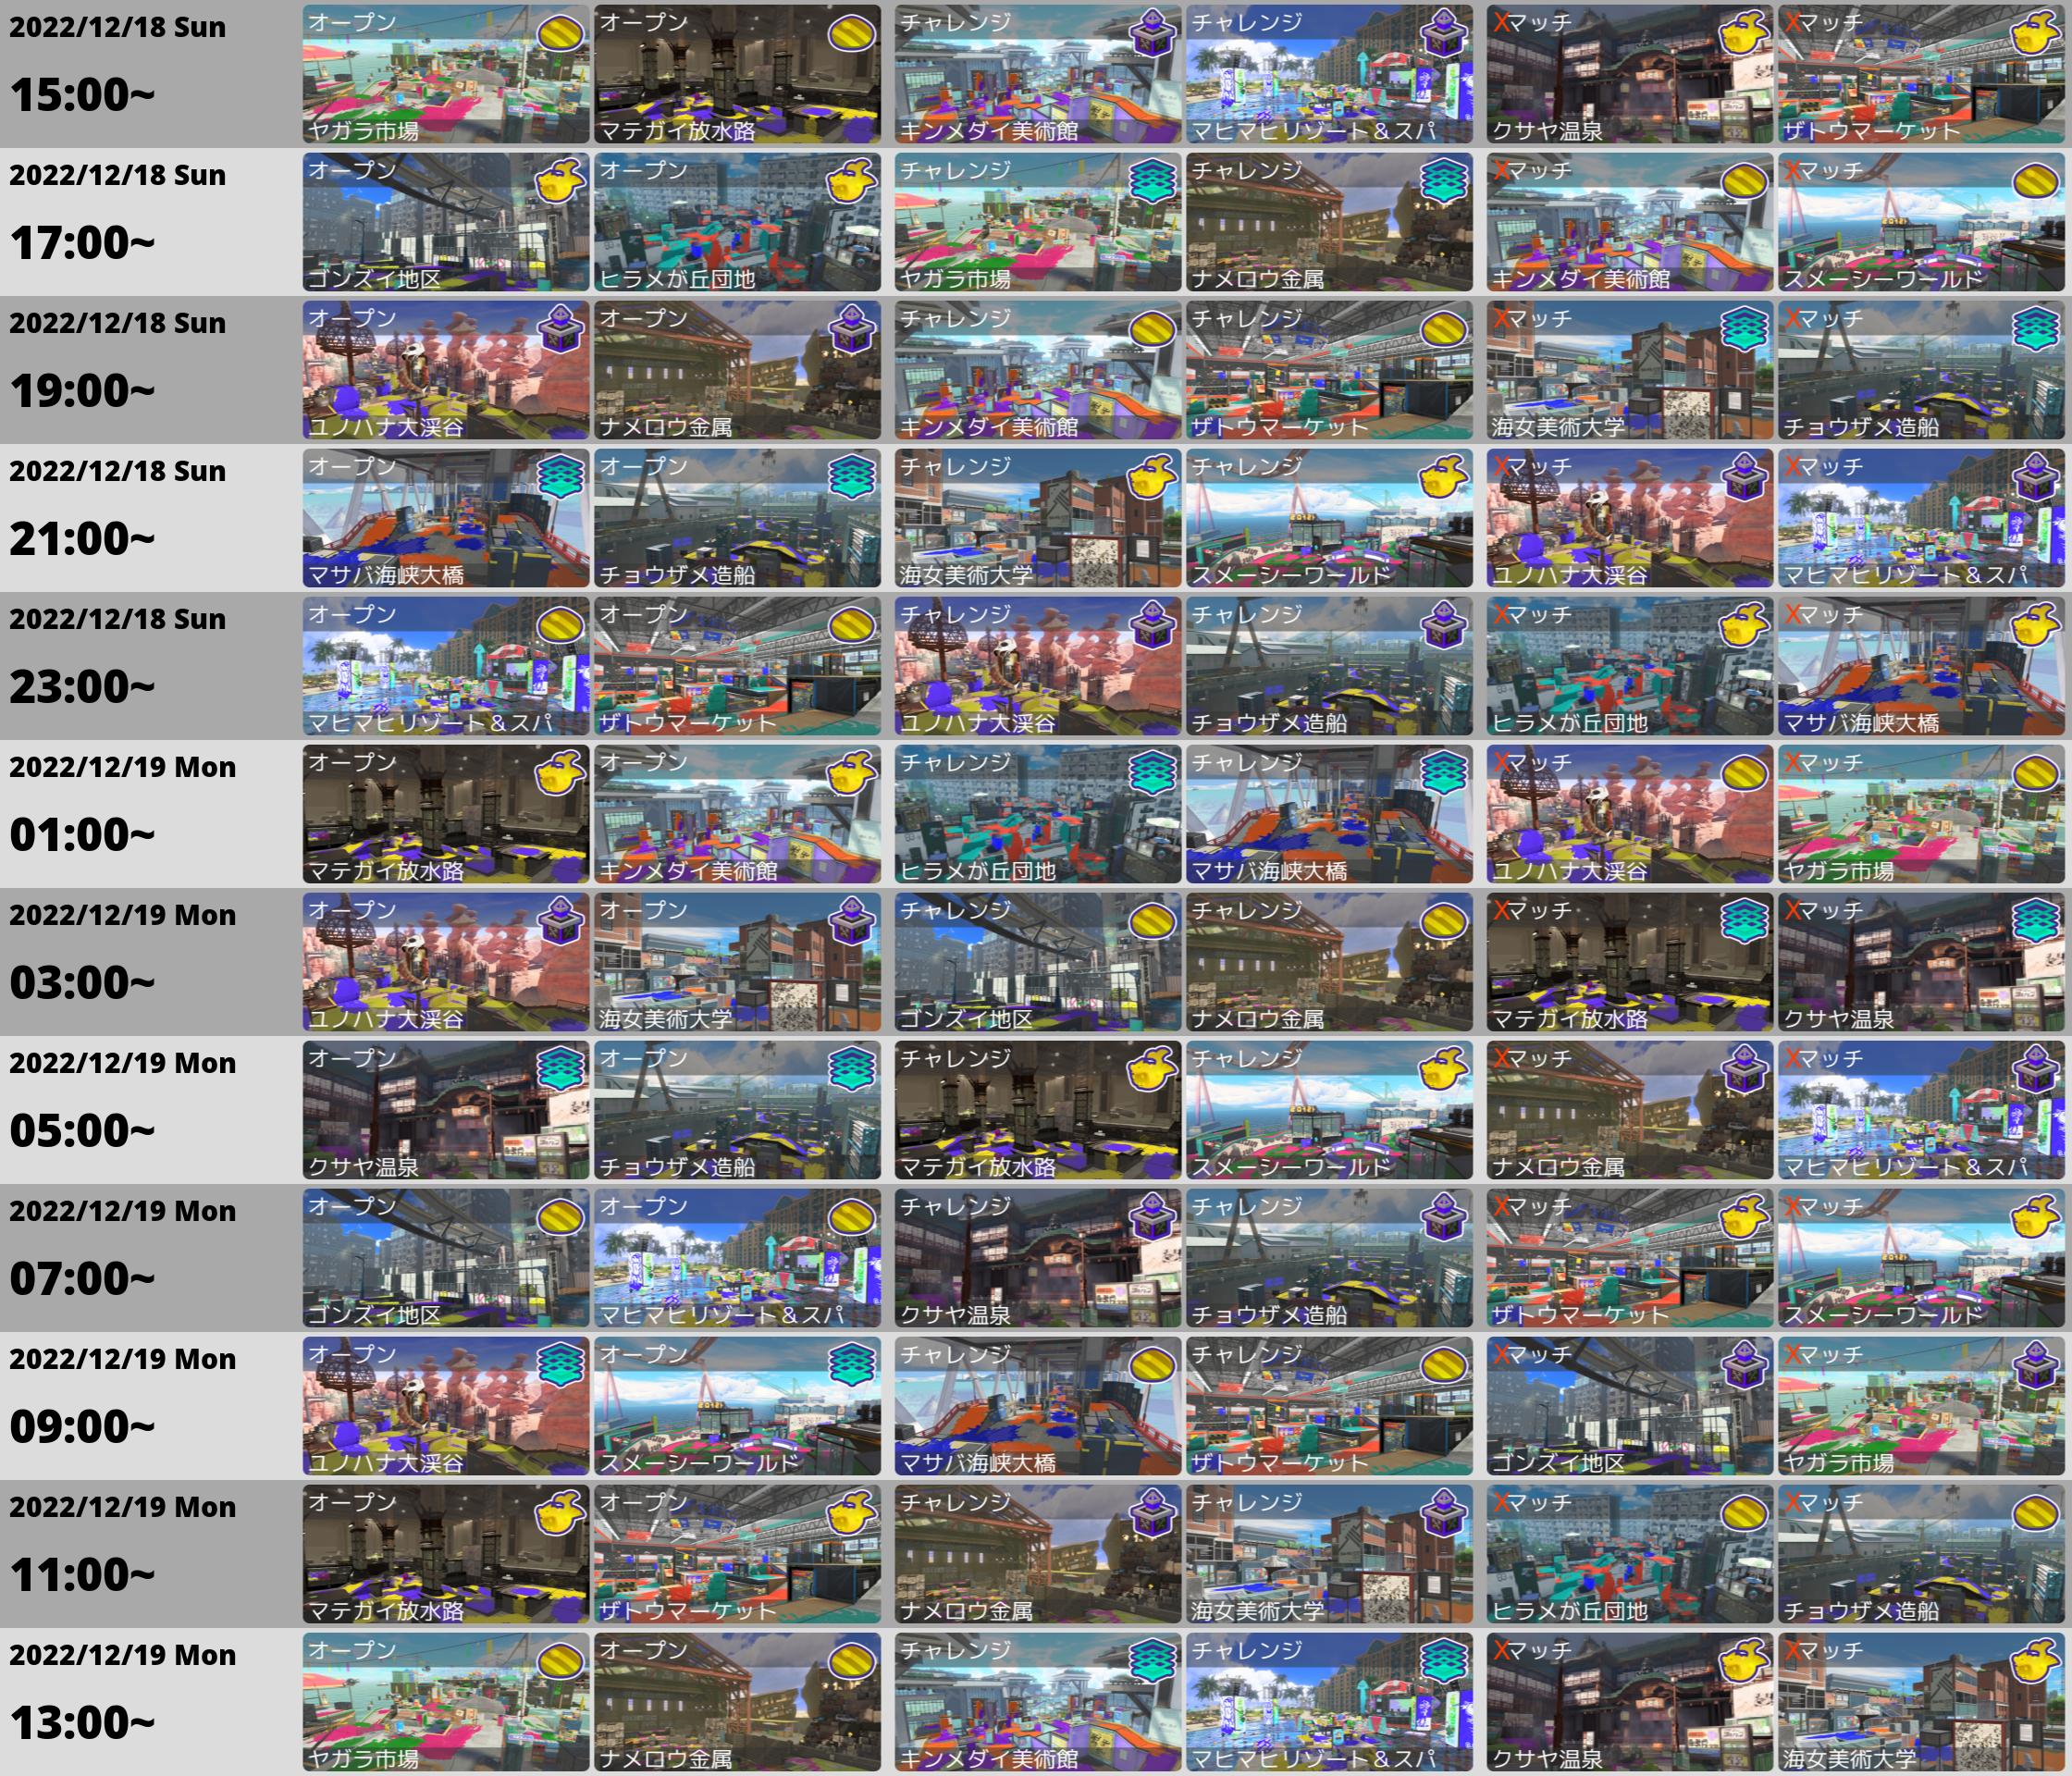 2022/12/18 Sun
15:00~
オープン
ヤガラ市場
オープン
マテガイ放水路
チャレンジ
キンメダイ美術館
チャレンジ
マヒマヒリゾート＆スパ
Xマッチ
クサヤ温泉
Xマッチ
ザトウマーケット
2022/12/18 Sun
17:00~
オープン
ゴンズイ地区
オープン
ヒラメが丘団地
チャレンジ
ヤガラ市場
チャレンジ
ナメロウ金属
Xマッチ
キンメダイ美術館
Xマッチ
スメーシーワールド
2022/12/18 Sun
19:00~
オープン
ユノハナ大渓谷
オープン
ナメロウ金属
チャレンジ
キンメダイ美術館
チャレンジ
ザトウマーケット
Xマッチ
海女美術大学
Xマッチ
チョウザメ造船
2022/12/18 Sun
21:00~
オープン
マサバ海峡大橋
オープン
チョウザメ造船
チャレンジ
海女美術大学
チャレンジ
スメーシーワールド
Xマッチ
ユノハナ大渓谷
Xマッチ
マヒマヒリゾート＆スパ
2022/12/18 Sun
23:00~
オープン
マヒマヒリゾート＆スパ
オープン
ザトウマーケット
チャレンジ
ユノハナ大渓谷
チャレンジ
チョウザメ造船
Xマッチ
ヒラメが丘団地
Xマッチ
マサバ海峡大橋
2022/12/19 Mon
01:00~
オープン
マテガイ放水路
オープン
キンメダイ美術館
チャレンジ
ヒラメが丘団地
チャレンジ
マサバ海峡大橋
Xマッチ
ユノハナ大渓谷
Xマッチ
ヤガラ市場
2022/12/19 Mon
03:00~
オープン
ユノハナ大渓谷
オープン
海女美術大学
チャレンジ
ゴンズイ地区
チャレンジ
ナメロウ金属
Xマッチ
マテガイ放水路
Xマッチ
クサヤ温泉
2022/12/19 Mon
05:00~
オープン
クサヤ温泉
オープン
チョウザメ造船
チャレンジ
マテガイ放水路
チャレンジ
スメーシーワールド
Xマッチ
ナメロウ金属
Xマッチ
マヒマヒリゾート＆スパ
2022/12/19 Mon
07:00~
オープン
ゴンズイ地区
オープン
マヒマヒリゾート＆スパ
チャレンジ
クサヤ温泉
チャレンジ
チョウザメ造船
Xマッチ
ザトウマーケット
Xマッチ
スメーシーワールド
2022/12/19 Mon
09:00~
オープン
ユノハナ大渓谷
オープン
スメーシーワールド
チャレンジ
マサバ海峡大橋
チャレンジ
ザトウマーケット
Xマッチ
ゴンズイ地区
Xマッチ
ヤガラ市場
2022/12/19 Mon
11:00~
オープン
マテガイ放水路
オープン
ザトウマーケット
チャレンジ
ナメロウ金属
チャレンジ
海女美術大学
Xマッチ
ヒラメが丘団地
Xマッチ
チョウザメ造船
2022/12/19 Mon
13:00~
オープン
ヤガラ市場
オープン
ナメロウ金属
チャレンジ
キンメダイ美術館
チャレンジ
マヒマヒリゾート＆スパ
Xマッチ
クサヤ温泉
Xマッチ
海女美術大学